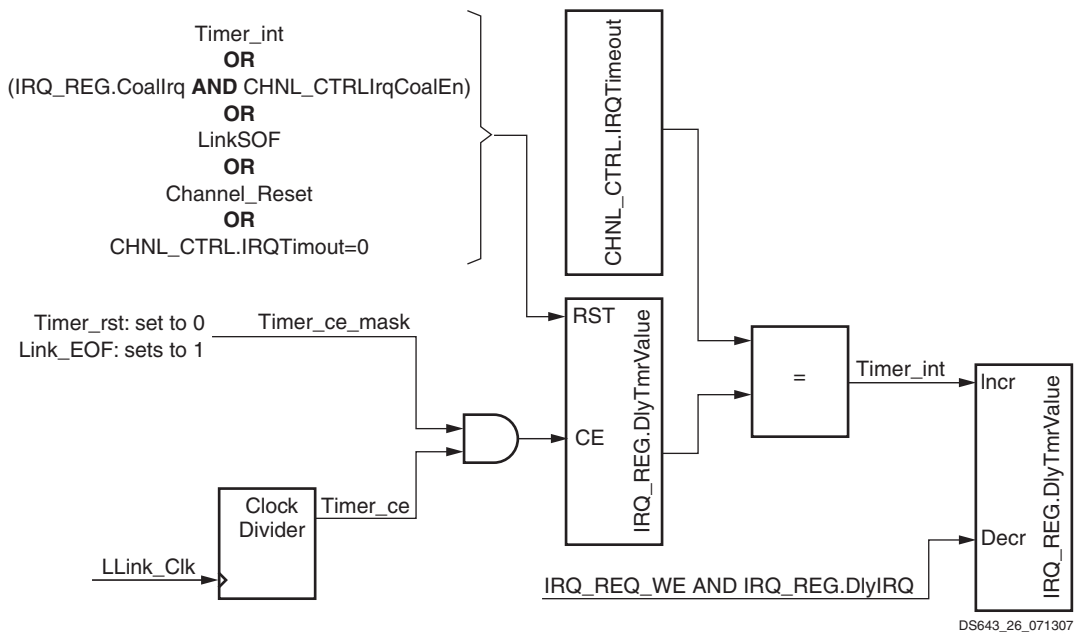 Timer_int
OR
(IRQ_REG.CoalIrq AND CHNL_CTRLIrqCoalEn)
OR
LinkSOF
OR
Channel_Reset
OR
CHNL_CTRL.IRQTimout=0
CHNL_CTRL.IRQTimeout
Timer_rst: set to 0
Link_EOF: sets to 1
Timer_ce_mask
RST
CE
IRQ_REG.DlyTmrValue
=
Timer_int
Incr
Decr
IRQ_REG.DlyTmrValue
Clock
Divider
Timer_ce
LLink_Clk
IRQ_REQ_WE AND IRQ_REG.DlyIRQ
DS643_26_071307